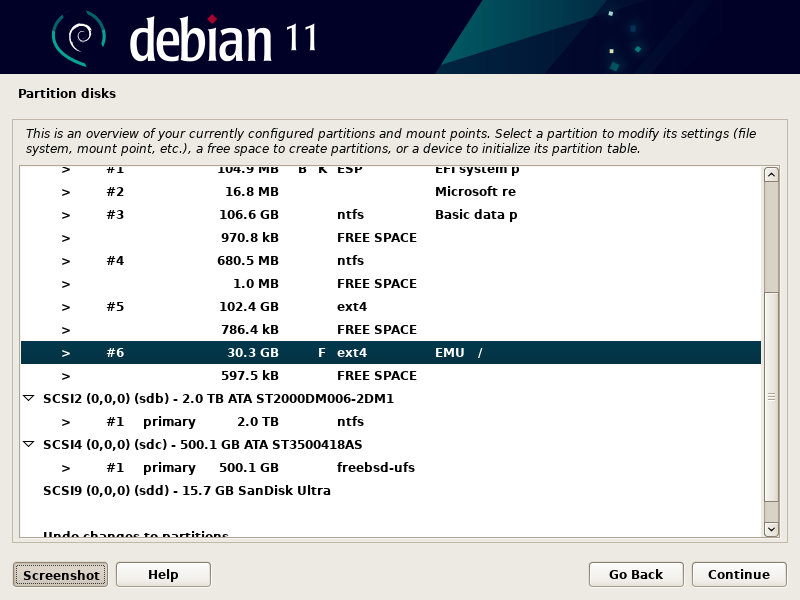 debian 11
Partition disks
This is an overview of your currently configured partitions and mount points. Select a partition to modify its settings (file
system, mount point, etc.), a free space to create partitions, or a device to initialize its partition table.
> #1 104.9 MB B K ESP EFI system p
> #2 16.8 MB Microsoft re
> #3 106.6 GB ntfs Basic data p
> 970.8 kB FREE SPACE
> #4 680.5 MB ntfs
> 1.0 MB FREE SPACE
> #5 102.4 GB ext4
> 786.4 kB FREE SPACE
> #6 30.3 GB F ext4 EMU /
> 597.5 kB FREE SPACE
SCSI2 (0,0,0) (sdb) - 2.0 TB ATA ST2000DM006-2DM1
> #1 primary 2.0 TB ntfs
SCSI4 (0,0,0) (sdc) - 500.1 GB ATA ST3500418AS
> #1 primary 500.1 GB freebsd-ufs
SCSI9 (0,0,0) (sdd) - 15.7 GB SanDisk Ultra
Undo changes to partitions
Screenshot Help Go Back Continue